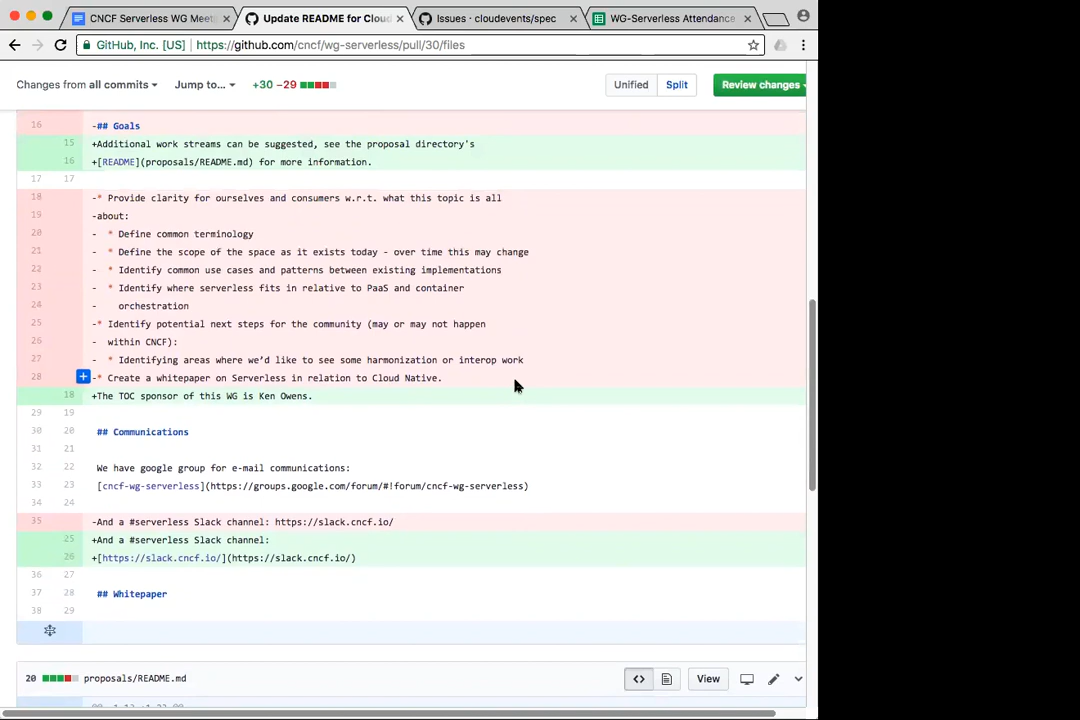 CNCF Serverless WG Meeti
Update README for Cloud
Issues · cloudevents/spec
WG-Serverless Attendance
GitHub, Inc. [US] https://github.com/cncf/wg-serverless/pull/30/files
Changes from all commits Jump to... +30 −29 Unified Split Review changes
16 -## Goals
15 +Additional work streams can be suggested, see the proposal directory's
16 +[README](proposals/README.md) for more information.
17 17
18 -* Provide clarity for ourselves and consumers w.r.t. what this topic is all
19 -about:
20 - * Define common terminology
21 - * Define the scope of the space as it exists today - over time this may change
22 - * Identify common use cases and patterns between existing implementations
23 - * Identify where serverless fits in relative to PaaS and container
24 - orchestration
25 -* Identify potential next steps for the community (may or may not happen
26 - within CNCF):
27 - * Identifying areas where we'd like to see some harmonization or interop work
28 -* Create a whitepaper on Serverless in relation to Cloud Native.
18 +The TOC sponsor of this WG is Ken Owens.
29 19
30 20 ## Communications
31 21
32 22 We have google group for e-mail communications:
33 23 [cncf-wg-serverless](https://groups.google.com/forum/#!forum/cncf-wg-serverless)
34 24
35 -And a #serverless Slack channel: https://slack.cncf.io/
25 +And a #serverless Slack channel:
26 +[https://slack.cncf.io/](https://slack.cncf.io/)
36 27
37 28 ## Whitepaper
38 29
20 proposals/README.md View